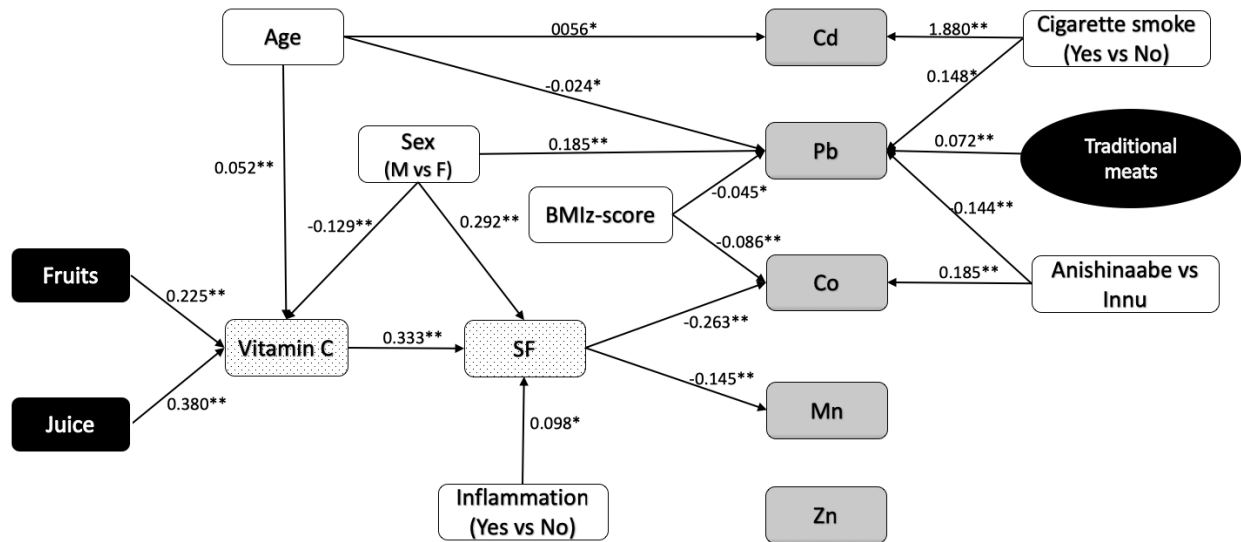 Age
0056*
Cd
1.880**
Cigarette smoke
(Yes vs No)
-0.024*
0.148*
Sex
(M vs F)
0.185**
Pb
0.072**
Traditional
meats
0.052**
-0.045*
BMIz-score
-0.144**
-0.129**
0.292**
-0.086**
Fruits
0.225**
Co
0.185**
Anishinaabe vs
Innu
Vitamin C
0.333**
SF
-0.263**
-0.145**
Juice
0.380**
Mn
0.098*
Inflammation
(Yes vs No)
Zn